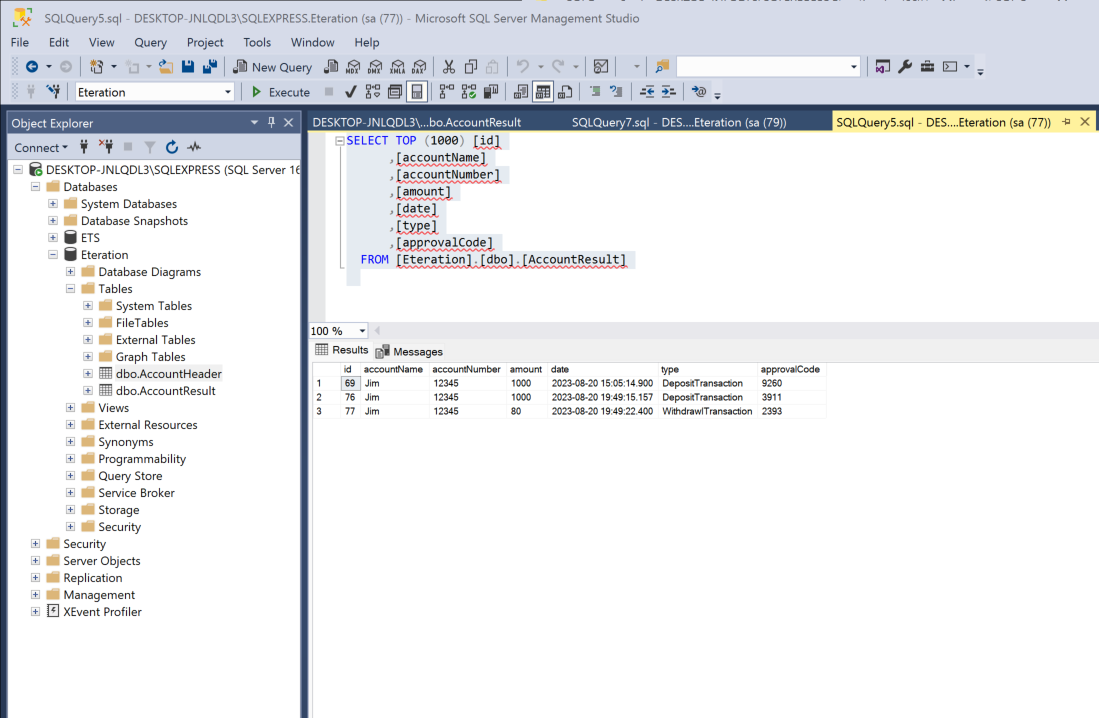 SQLQuery5.sql - DESKTOP-JNLQDL3\SQLEXPRESS.Eteration (sa (77)) - Microsoft SQL Server Management Studio
File Edit View Query Project Tools Window Help
New Query MDX DMX XMLA DAX
Eteration Execute
Object Explorer
Connect
DESKTOP-JNLQDL3\SQLEXPRESS (SQL Server 16
Databases
System Databases
Database Snapshots
ETS
Eteration
Database Diagrams
Tables
System Tables
FileTables
External Tables
Graph Tables
dbo.AccountHeader
dbo.AccountResult
Views
External Resources
Synonyms
Programmability
Query Store
Service Broker
Storage
Security
Security
Server Objects
Replication
Management
XEvent Profiler
DESKTOP-JNLQDL3\...bo.AccountResult SQLQuery7.sql - DES....Eteration (sa (79)) SQLQuery5.sql - DES....Eteration (sa (77))
SELECT TOP (1000) [id]
,[accountName]
,[accountNumber]
,[amount]
,[date]
,[type]
,[approvalCode]
FROM [Eteration].[dbo].[AccountResult]
100 %
Results Messages
id accountName accountNumber amount date type approvalCode
1 69 Jim 12345 1000 2023-08-20 15:05:14.900 DepositTransaction 9260
2 76 Jim 12345 1000 2023-08-20 19:49:15.157 DepositTransaction 3911
3 77 Jim 12345 80 2023-08-20 19:49:22.400 WithdrawlTransaction 2393